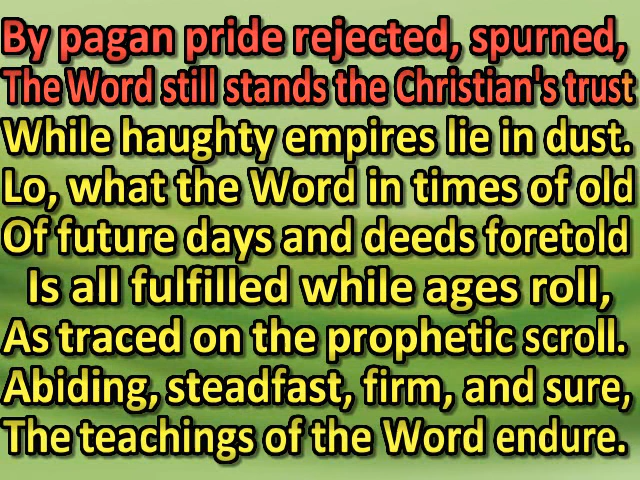 By pagan pride rejected, spurned,
The Word still stands the Christian's trust
While haughty empires lie in dust.
Lo, what the Word in times of old
Of future days and deeds foretold
Is all fulfilled while ages roll,
As traced on the prophetic scroll.
Abiding, steadfast, firm, and sure,
The teachings of the Word endure.